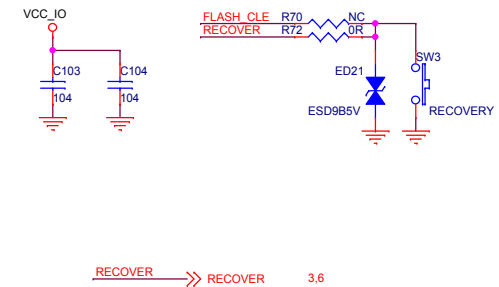 VCC_IO
FLASH_CLE R70 NC
RECOVER R72 0R
C103 C104
104 104
ED21
ESD9B5V
SW3
RECOVERY
RECOVER RECOVER 3,6